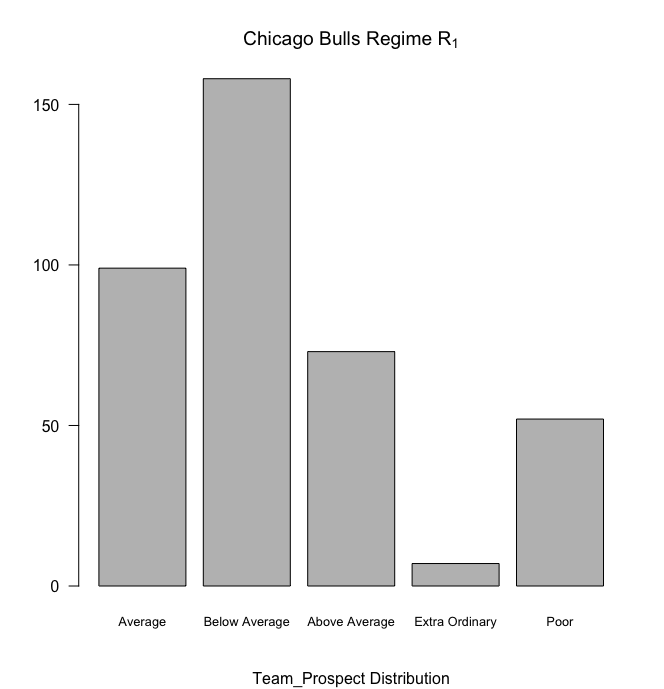 Chicago Bulls Regime R₁
150
100
50
0
Average Below Average Above Average Extra Ordinary Poor
Team_Prospect Distribution